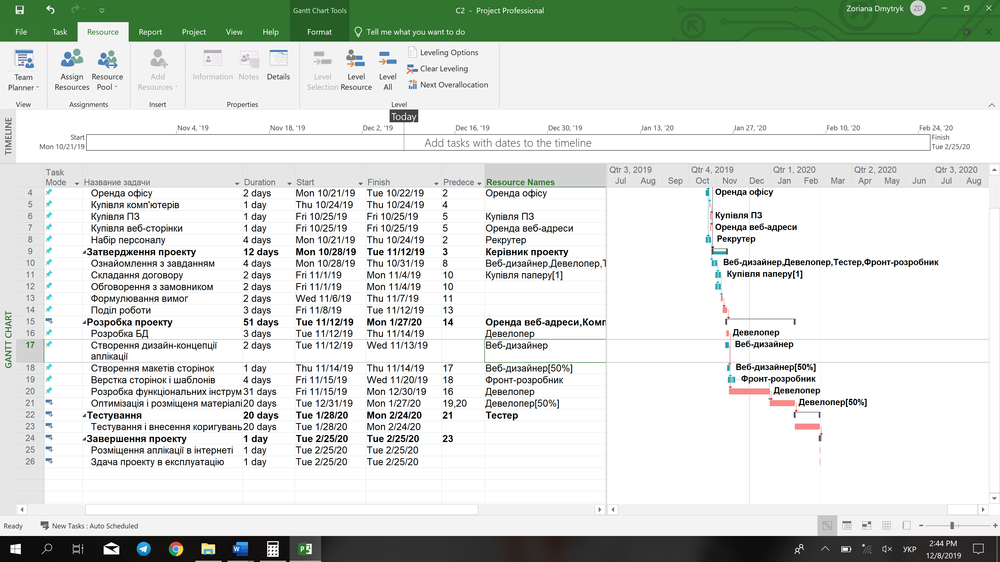 Gantt Chart Tools
C2 - Project Professional
Zoriana Dmytryk ZD
File Task Resource Report Project View Help Format Tell me what you want to do
Team Planner
Assign Resources
Resource Pool
Add Resources
Information
Notes
Details
Level Selection
Level Resource
Level All
Leveling Options
Clear Leveling
Next Overallocation
View Assignments Insert Properties Level
TIMELINE
Today
Nov 4, '19 Nov 18, '19 Dec 2, '19 Dec 16, '19 Dec 30, '19 Jan 13, '20 Jan 27, '20 Feb 10, '20 Feb 24, '20
Start
Mon 10/21/19
Add tasks with dates to the timeline
Finish
Tue 2/25/20
GANTT CHART
Task Mode Название задачи Duration Start Finish Predece Resource Names
Qtr 3, 2019 Qtr 4, 2019 Qtr 1, 2020 Qtr 2, 2020 Qtr 3, 2020
Jul Aug Sep Oct Nov Dec Jan Feb Mar Apr May Jun Jul Aug
4 Оренда офісу 2 days Mon 10/21/19 Tue 10/22/19 2 Оренда офісу Оренда офісу
5 Купівля комп'ютерів 1 day Thu 10/24/19 Thu 10/24/19 4
6 Купівля ПЗ 1 day Fri 10/25/19 Fri 10/25/19 5 Купівля ПЗ Купівля ПЗ
7 Купівля веб-сторінки 1 day Fri 10/25/19 Fri 10/25/19 5 Оренда веб-адреси Оренда веб-адреси
8 Набір персоналу 4 days Mon 10/21/19 Thu 10/24/19 2 Рекрутер Рекрутер
9 Затвердження проекту 12 days Mon 10/28/19 Tue 11/12/19 3 Керівник проекту
10 Ознайомлення з завданням 4 days Mon 10/28/19 Thu 10/31/19 8 Веб-дизайнер,Девелопер,Т Веб-дизайнер,Девелопер,Тестер,Фронт-розробник
11 Складання договору 2 days Fri 11/1/19 Mon 11/4/19 10 Купівля паперу[1] Купівля паперу[1]
12 Обговорення з замовником 2 days Fri 11/1/19 Mon 11/4/19 10
13 Формулювання вимог 2 days Wed 11/6/19 Thu 11/7/19 11
14 Поділ роботи 3 days Fri 11/8/19 Tue 11/12/19 13
15 Розробка проекту 51 days Tue 11/12/19 Mon 1/27/20 14 Оренда веб-адреси,Комп
16 Розробка БД 3 days Tue 11/12/19 Thu 11/14/19 Девелопер Девелопер
17 Створення дизайн-концепції аплікації 2 days Tue 11/12/19 Wed 11/13/19 Веб-дизайнер Веб-дизайнер
18 Створення макетів сторінок 1 day Thu 11/14/19 Thu 11/14/19 17 Веб-дизайнер[50%] Веб-дизайнер[50%]
19 Верстка сторінок і шаблонів 4 days Fri 11/15/19 Wed 11/20/19 18 Фронт-розробник Фронт-розробник
20 Розробка функціональних інструм 31 days Fri 11/15/19 Mon 12/30/19 16 Девелопер Девелопер
21 Оптимізація і розміщеня матеріалі 20 days Tue 12/31/19 Mon 1/27/20 19,20 Девелопер[50%] Девелопер[50%]
22 Тестування 20 days Tue 1/28/20 Mon 2/24/20 21 Тестер
23 Тестування і внесення коригувань 20 days Tue 1/28/20 Mon 2/24/20
24 Завершення проекту 1 day Tue 2/25/20 Tue 2/25/20 23
25 Розміщення аплікації в інтернеті 1 day Tue 2/25/20 Tue 2/25/20
26 Здача проекту в експлуатацію 1 day Tue 2/25/20 Tue 2/25/20
Ready New Tasks : Auto Scheduled
УКР
2:44 PM
12/8/2019